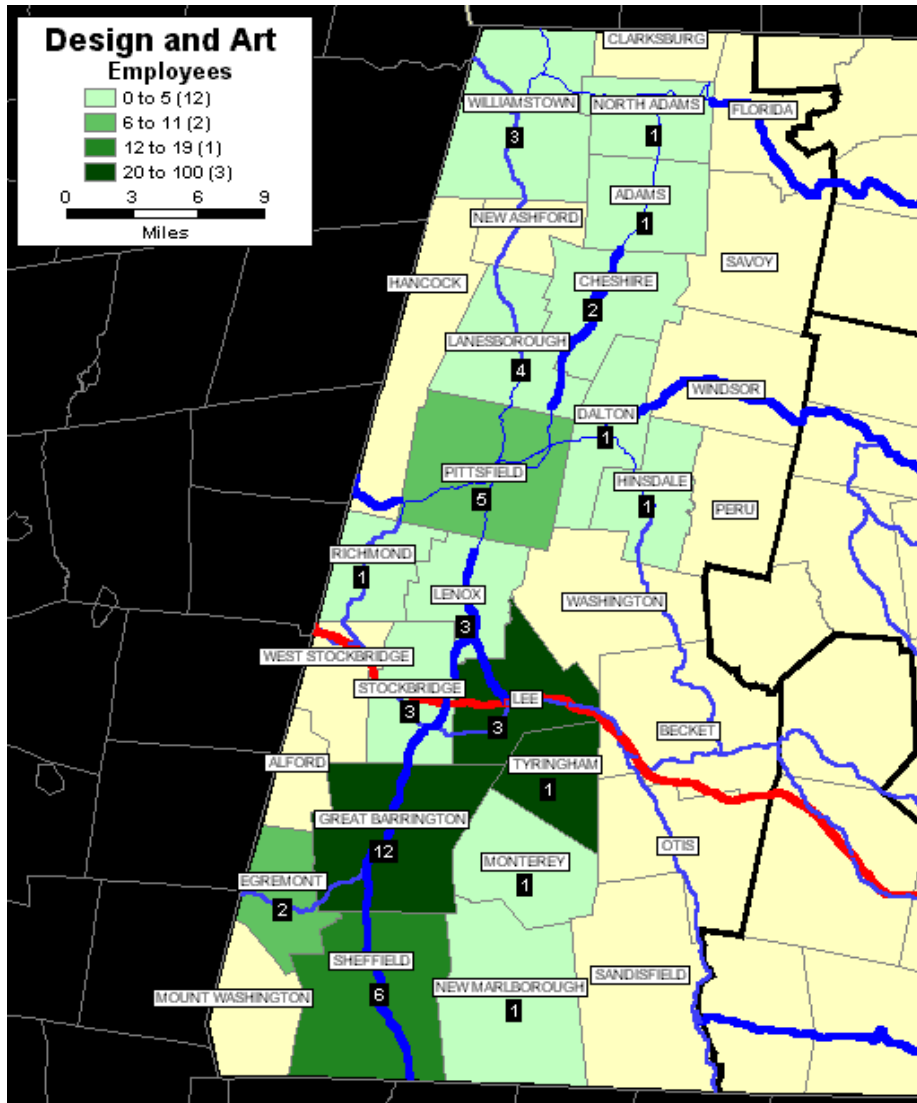 Design and Art
Employees
0 to 5 (12)
6 to 11 (2)
12 to 19 (1)
20 to 100 (3)
0 3 6 9
Miles
CLARKSBURG
WILLIAMSTOWN
3
NORTH ADAMS
1
FLORIDA
ADAMS
1
NEW ASHFORD
SAVOY
HANCOCK
CHESHIRE
2
LANESBOROUGH
4
WINDSOR
DALTON
1
PITTSFIELD
5
HINSDALE
1
PERU
RICHMOND
1
LENOX
3
WASHINGTON
WEST STOCKBRIDGE
STOCKBRIDGE
3
LEE
3
BECKET
ALFORD
TYRINGHAM
1
GREAT BARRINGTON
12
OTIS
MONTEREY
1
EGREMONT
2
SHEFFIELD
6
SANDISFIELD
NEW MARLBOROUGH
1
MOUNT WASHINGTON